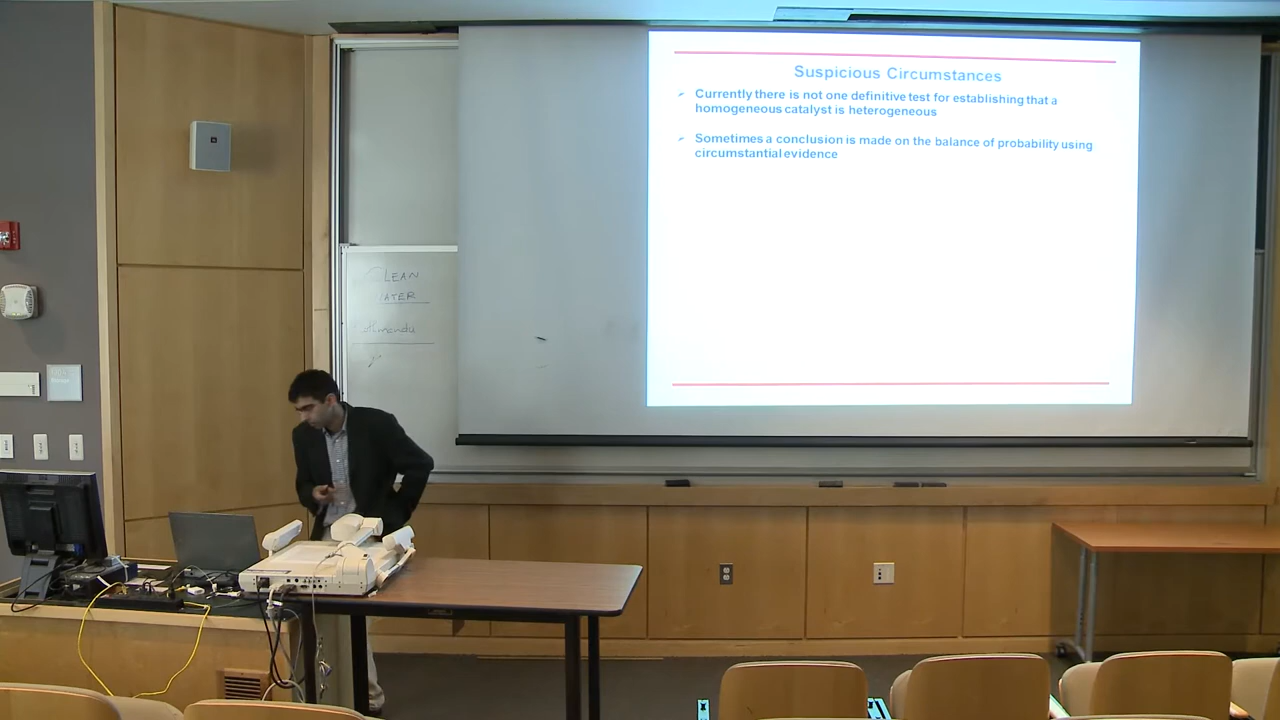 Suspicious Circumstances
Currently there is not one definitive test for establishing that a
homogeneous catalyst is heterogeneous
Sometimes a conclusion is made on the balance of probability using
circumstantial evidence
CLEAN
WATER